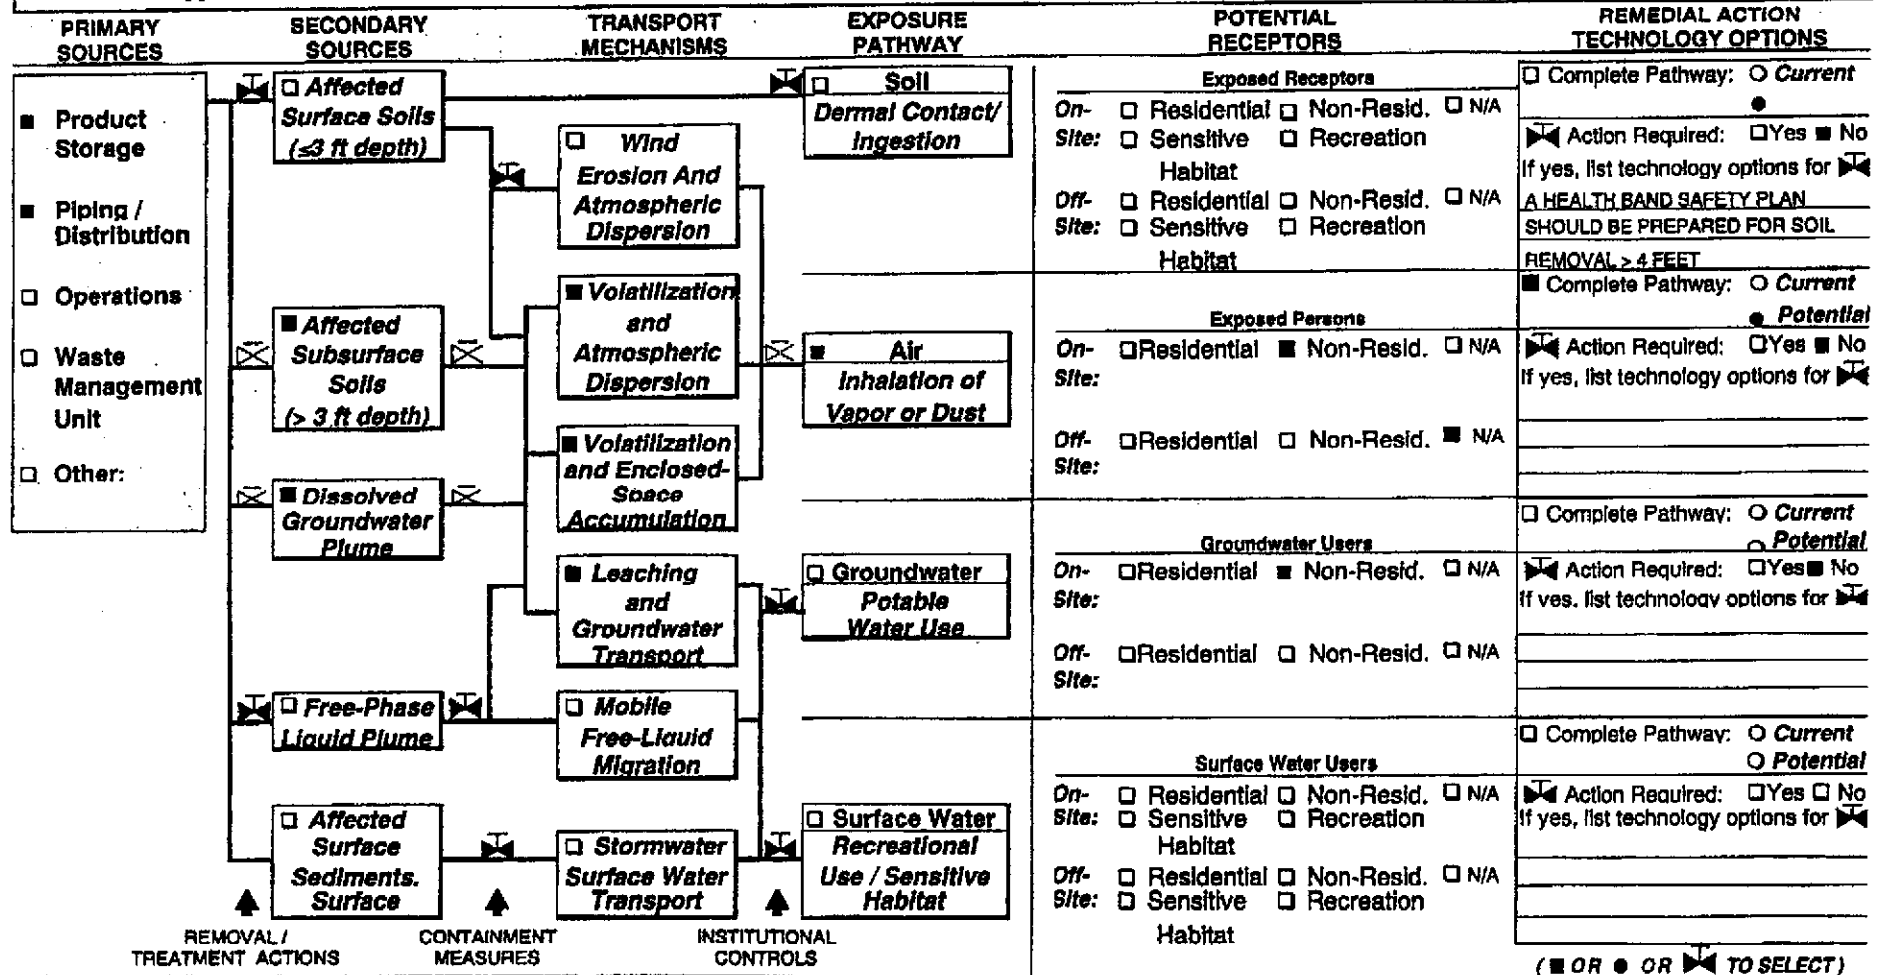 PRIMARY
SOURCES
SECONDARY
SOURCES
TRANSPORT
MECHANISMS
EXPOSURE
PATHWAY
POTENTIAL
RECEPTORS
REMEDIAL ACTION
TECHNOLOGY OPTIONS
■ Product
Storage
■ Piping /
Distribution
□ Operations
□ Waste
Management
Unit
□ Other:
□ Affected
Surface Soils
(≤3 ft depth)
■ Affected
Subsurface
Soils
(> 3 ft depth)
■ Dissolved
Groundwater
Plume
□ Free-Phase
Liquid Plume
□ Affected
Surface
Sediments.
Surface
□ Wind
Erosion And
Atmospheric
Dispersion
■ Volatilization
and
Atmospheric
Dispersion
■ Volatilization
and Enclosed-
Space
Accumulation
■ Leaching
and
Groundwater
Transport
□ Mobile
Free-Liquid
Migration
□ Stormwater
Surface Water
Transport
□ Soil
Dermal Contact/
Ingestion
■ Air
Inhalation of
Vapor or Dust
□ Groundwater
Potable
Water Use
□ Surface Water
Recreational
Use / Sensitive
Habitat
Exposed Receptors
On- □ Residential □ Non-Resid. □ N/A
Site: □ Sensitive □ Recreation
Habitat
Off- □ Residential □ Non-Resid. □ N/A
Site: □ Sensitive □ Recreation
Habitat
□ Complete Pathway: ○ Current
●
Action Required: □Yes ■ No
If yes, list technology options for
A HEALTH BAND SAFETY PLAN
SHOULD BE PREPARED FOR SOIL
REMOVAL > 4 FEET
Exposed Persons
On- □Residential ■ Non-Resid. □ N/A
Site:
Off- □Residential □ Non-Resid. ■ N/A
Site:
■ Complete Pathway: ○ Current
● Potential
Action Required: □Yes ■ No
If yes, list technology options for
Groundwater Users
On- □Residential ■ Non-Resid. □ N/A
Site:
Off- □Residential □ Non-Resid. □ N/A
Site:
□ Complete Pathway: ○ Current
○ Potential
Action Required: □Yes■ No
If yes, list technology options for
Surface Water Users
On- □ Residential □ Non-Resid. □ N/A
Site: □ Sensitive □ Recreation
Habitat
Off- □ Residential □ Non-Resid. □ N/A
Site: □ Sensitive □ Recreation
Habitat
□ Complete Pathway: ○ Current
○ Potential
Action Required: □Yes □ No
If yes, list technology options for
REMOVAL /
TREATMENT ACTIONS
CONTAINMENT
MEASURES
INSTITUTIONAL
CONTROLS
( ■ OR ● OR TO SELECT )